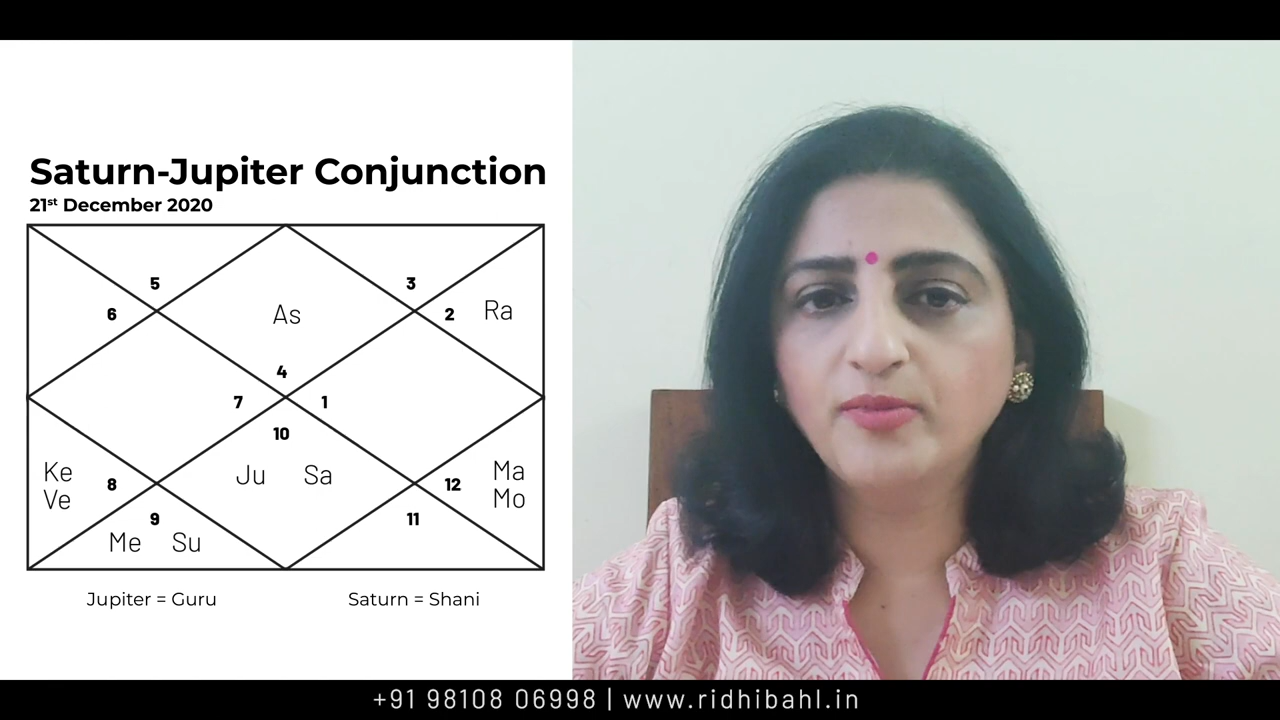 Saturn-Jupiter Conjunction
21st December 2020
5
3
6
As
2
Ra
4
7
1
10
Ke
Ve
8
Ju
Sa
12
Ma
Mo
9
11
Me
Su
Jupiter = Guru
Saturn = Shani
+91 98108 06998 | www.ridhibahl.in